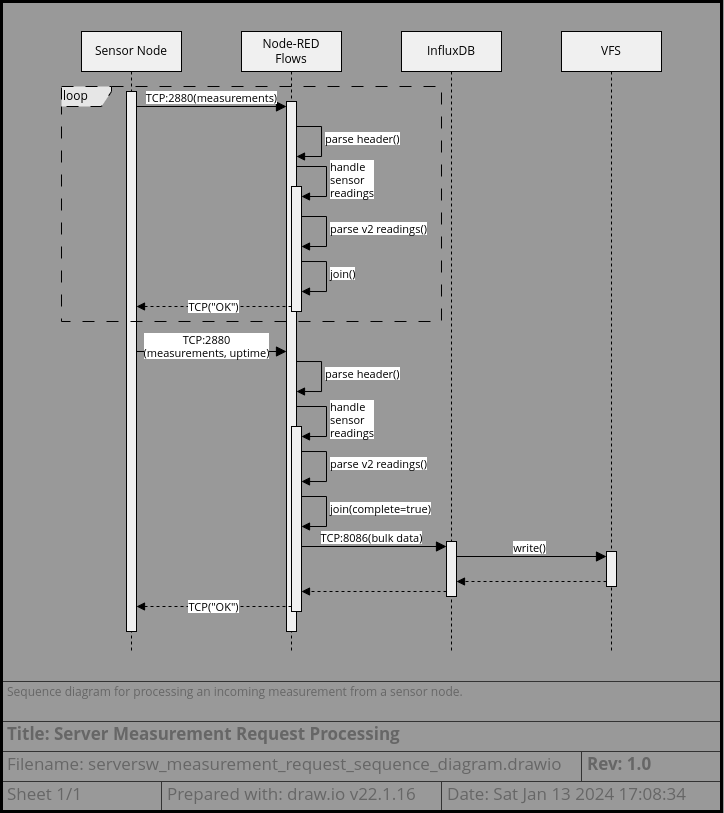 Sensor Node
Node-RED
Flows
InfluxDB
VFS
loop
TCP:2880(measurements)
parse header()
handle
sensor
readings
parse v2 readings()
join()
TCP("OK")
TCP:2880
(measurements, uptime)
parse header()
handle
sensor
readings
parse v2 readings()
join(complete=true)
TCP:8086(bulk data)
write()
TCP("OK")
Sequence diagram for processing an incoming measurement from a sensor node.
Title: Server Measurement Request Processing
Filename: serversw_measurement_request_sequence_diagram.drawio
Rev: 1.0
Sheet 1/1
Prepared with: draw.io v22.1.16
Date: Sat Jan 13 2024 17:08:34